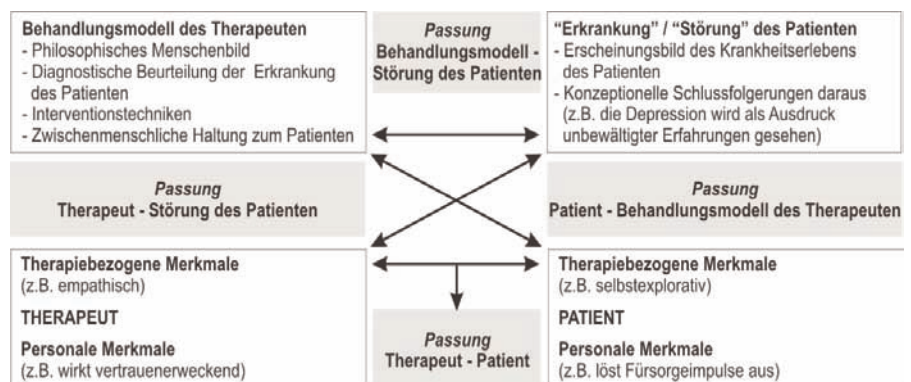 Behandlungsmodell des Therapeuten
- Philosophisches Menschenbild
- Diagnostische Beurteilung der Erkrankung
des Patienten
- Interventionstechniken
- Zwischenmenschliche Haltung zum Patienten
Passung
Behandlungsmodell -
Störung des Patienten
“Erkrankung” / “Störung” des Patienten
- Erscheinungsbild des Krankheitserlebens
des Patienten
- Konzeptionelle Schlussfolgerungen daraus
(z.B. die Depression wird als Ausdruck
unbewältigter Erfahrungen gesehen)
Passung
Therapeut - Störung des Patienten
Passung
Patient - Behandlungsmodell des Therapeuten
Therapiebezogene Merkmale
(z.B. empathisch)
THERAPEUT
Personale Merkmale
(z.B. wirkt vertrauenerweckend)
Passung
Therapeut - Patient
Therapiebezogene Merkmale
(z.B. selbstexplorativ)
PATIENT
Personale Merkmale
(z.B. löst Fürsorgeimpulse aus)